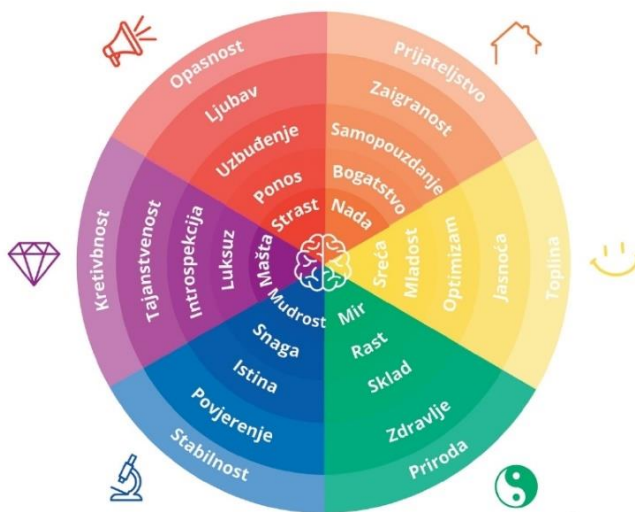 Opasnost
Ljubav
Uzbuđenje
Ponos
Strast
Prijateljstvo
Zaigranost
Samopouzdanje
Bogatstvo
Nada
Toplina
Jasnoća
Optimizam
Mladost
Sreća
Mir
Rast
Sklad
Zdravlje
Priroda
Mudrost
Snaga
Istina
Povjerenje
Stabilnost
Kretivbnost
Tajanstvenost
Introspekcija
Luksuz
Mašta